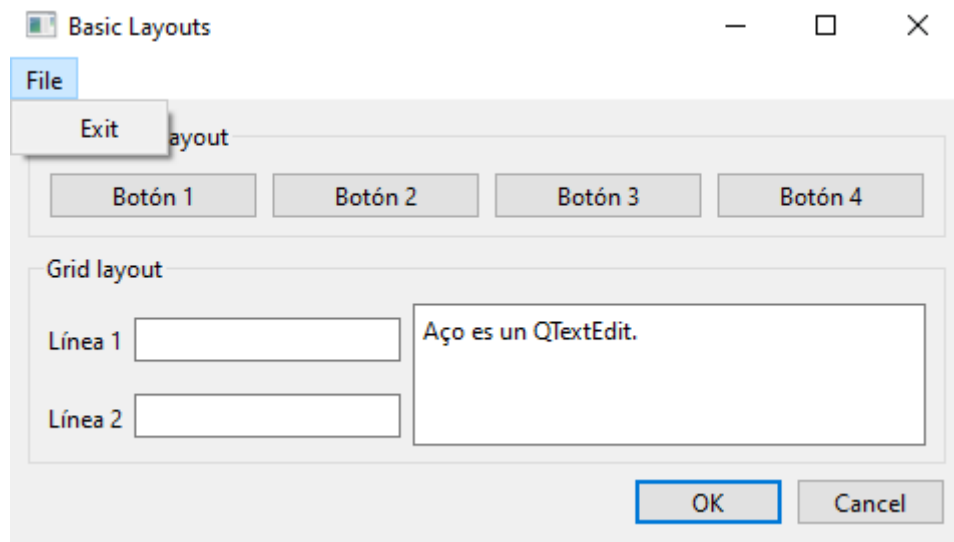 Basic Layouts
File
Exit
ayout
Botón 1 Botón 2 Botón 3 Botón 4
Grid layout
Línea 1
Aço es un QTextEdit.
Línea 2
OK Cancel